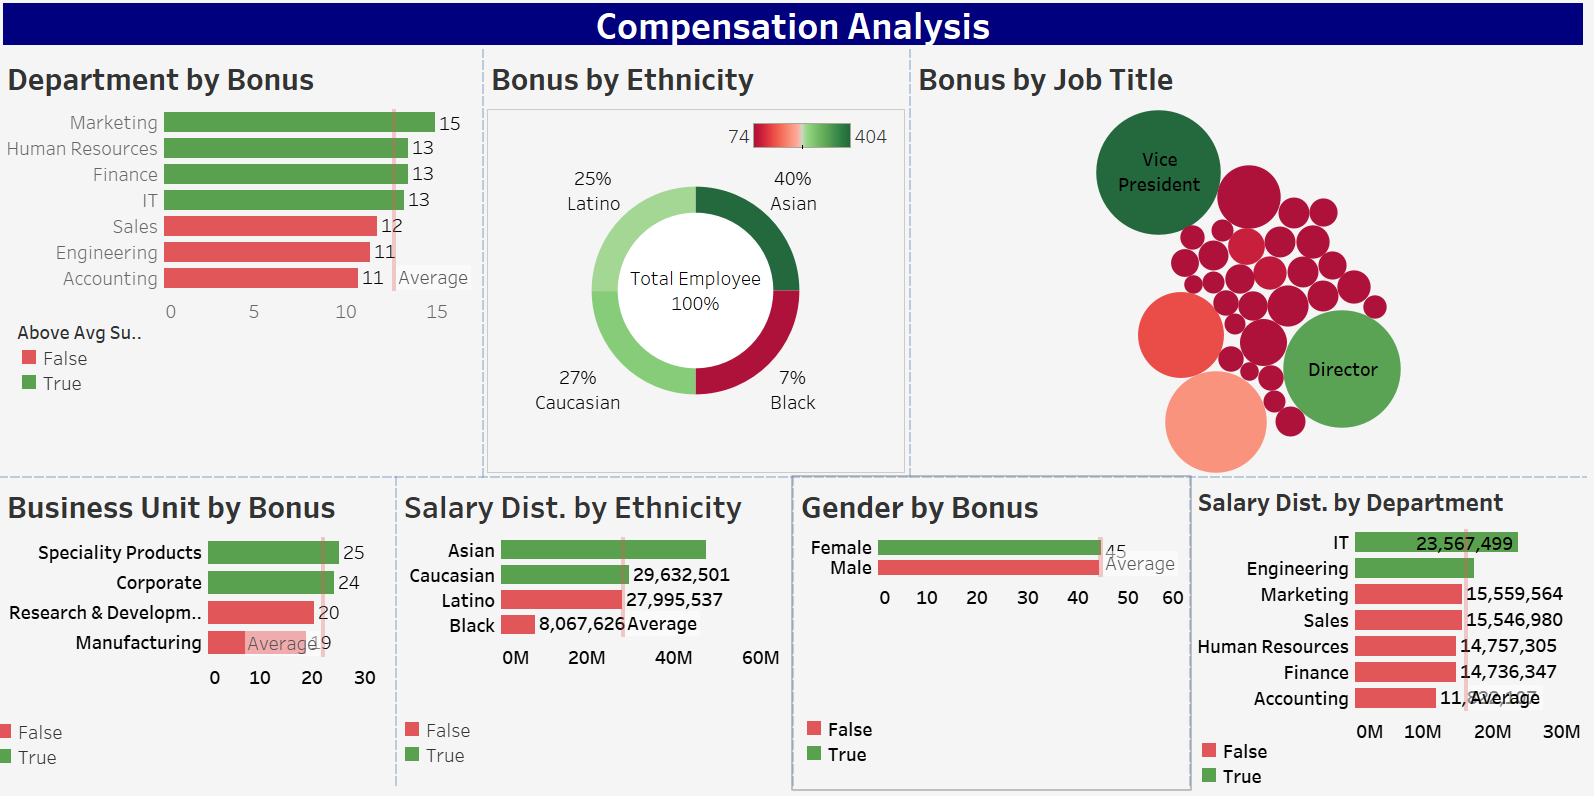 Compensation Analysis
Department by Bonus
Marketing 15
Human Resources 13
Finance 13
IT 13
Sales 12
Engineering 11
Accounting 11 Average
0 5 10 15
Above Avg Su..
False
True
Bonus by Ethnicity
74 404
25% 40%
Latino Asian
Total Employee
100%
27% 7%
Caucasian Black
Bonus by Job Title
Vice
President
Director
Business Unit by Bonus
Speciality Products 25
Corporate 24
Research & Developm.. 20
Manufacturing Average 19
0 10 20 30
False
True
Salary Dist. by Ethnicity
Asian
Caucasian 29,632,501
Latino 27,995,537
Black 8,067,626 Average
0M 20M 40M 60M
False
True
Gender by Bonus
Female 45
Male Average
0 10 20 30 40 50 60
False
True
Salary Dist. by Department
IT 23,567,499
Engineering
Marketing 15,559,564
Sales 15,546,980
Human Resources 14,757,305
Finance 14,736,347
Accounting Average
0M 10M 20M 30M
False
True